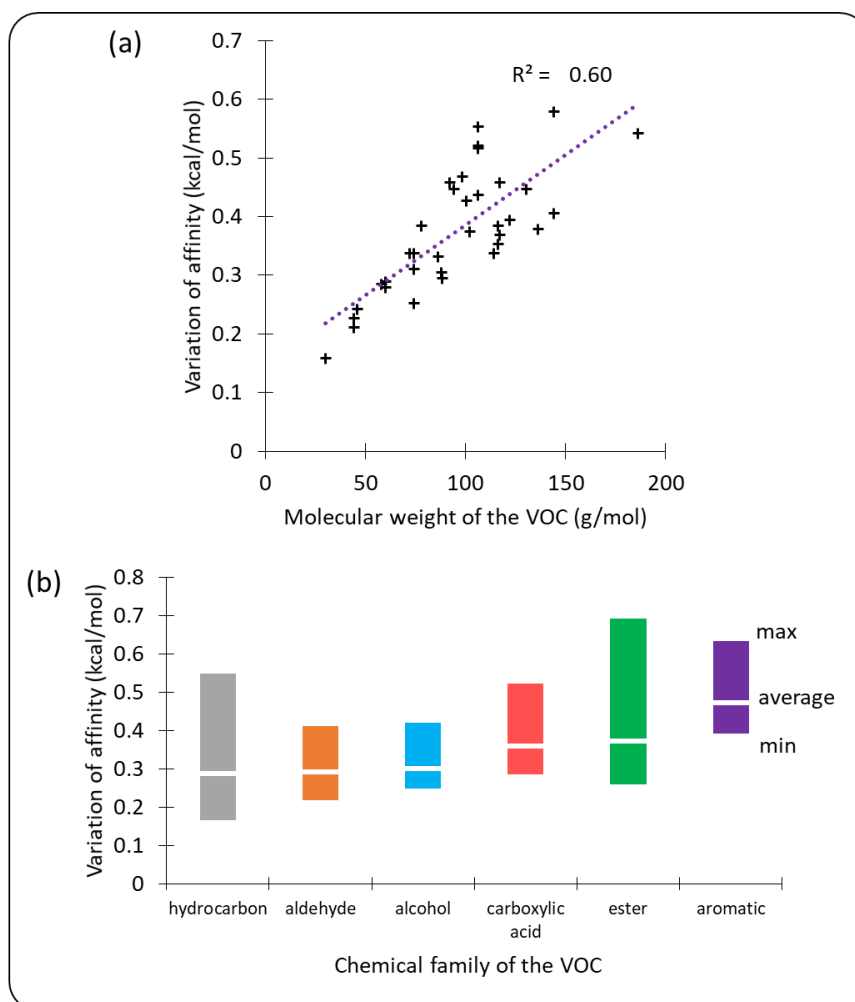 (a)
0.7
0.6
0.5
0.4
0.3
0.2
0.1
0
Variation of affinity (kcal/mol)
R² = 0.60
0 50 100 150 200
Molecular weight of the VOC (g/mol)
(b)
0.8
0.7
0.6
0.5
0.4
0.3
0.2
0.1
0
Variation of affinity (kcal/mol)
max
average
min
hydrocarbon aldehyde alcohol carboxylic ester aromatic
acid
Chemical family of the VOC